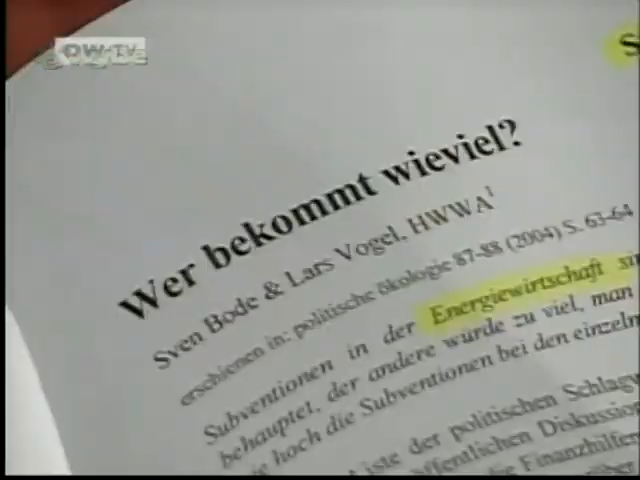 DW-TV
S
Wer bekommt wieviel?
Sven Bode & Lars Vogel, HWWA1
erschienen in: politische ökologie 87-88 (2004) S. 63-64
Subventionen in der Energiewirtschaft
behauptet, der andere würde zu viel, man
hoch die Subventionen bei den einzeln
Liste der politischen
öffentlichen
die Finanzhilfen